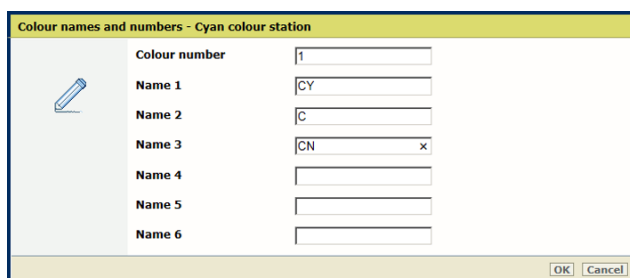 Colour names and numbers - Cyan colour station
Colour number 1
Name 1 CY
Name 2 C
Name 3 CN ×
Name 4
Name 5
Name 6
OK Cancel